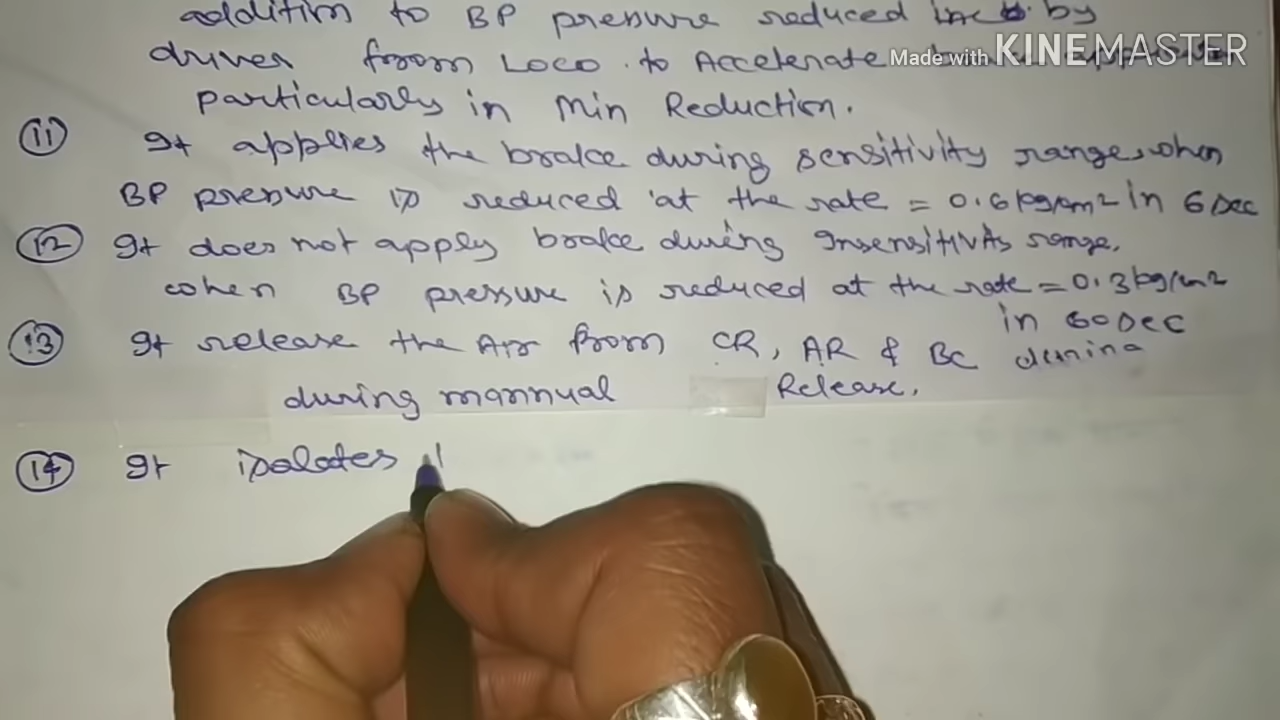 addition to BP pressure reduced in by
driver from Loco. to Accelerate
Made with KINEMASTER
particularly in Min Reduction.
11 It applies the brake during sensitivity range, when
BP pressure is reduced at the rate = 0.6 kg/cm2 in 6 sec
12 It does not apply brake during Insensitivity range.
when BP pressure is reduced at the rate = 0.3 kg/cm2
in 60 sec
13 It release the Air from CR, AR & BC during
during mannual Release.
14 It isolates